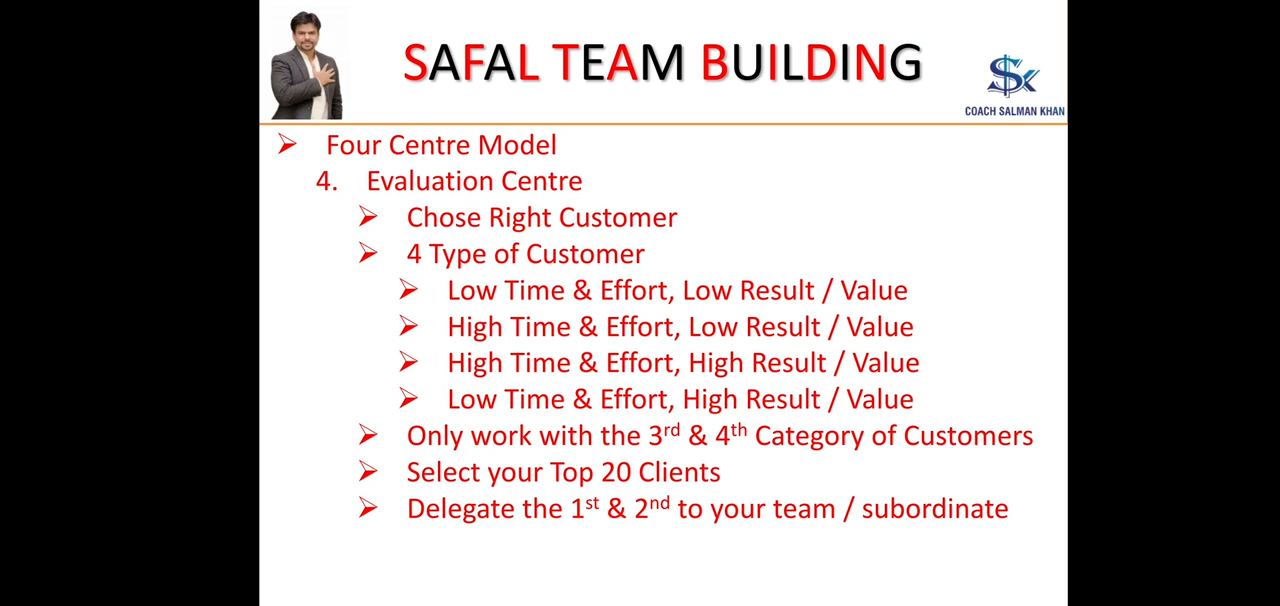 SAFAL TEAM BUILDING
COACH SALMAN KHAN
Four Centre Model
4. Evaluation Centre
Chose Right Customer
4 Type of Customer
Low Time & Effort, Low Result / Value
High Time & Effort, Low Result / Value
High Time & Effort, High Result / Value
Low Time & Effort, High Result / Value
Only work with the 3rd & 4th Category of Customers
Select your Top 20 Clients
Delegate the 1st & 2nd to your team / subordinate